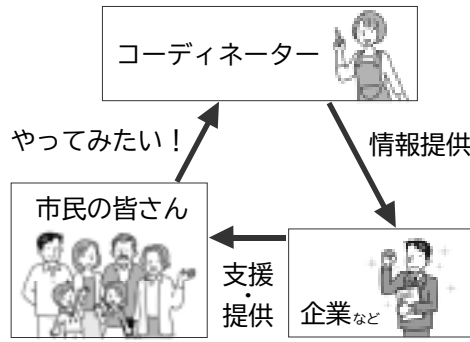 コーディネーター
やってみたい！
情報提供
市民の皆さん
支援
・
提供
企業など